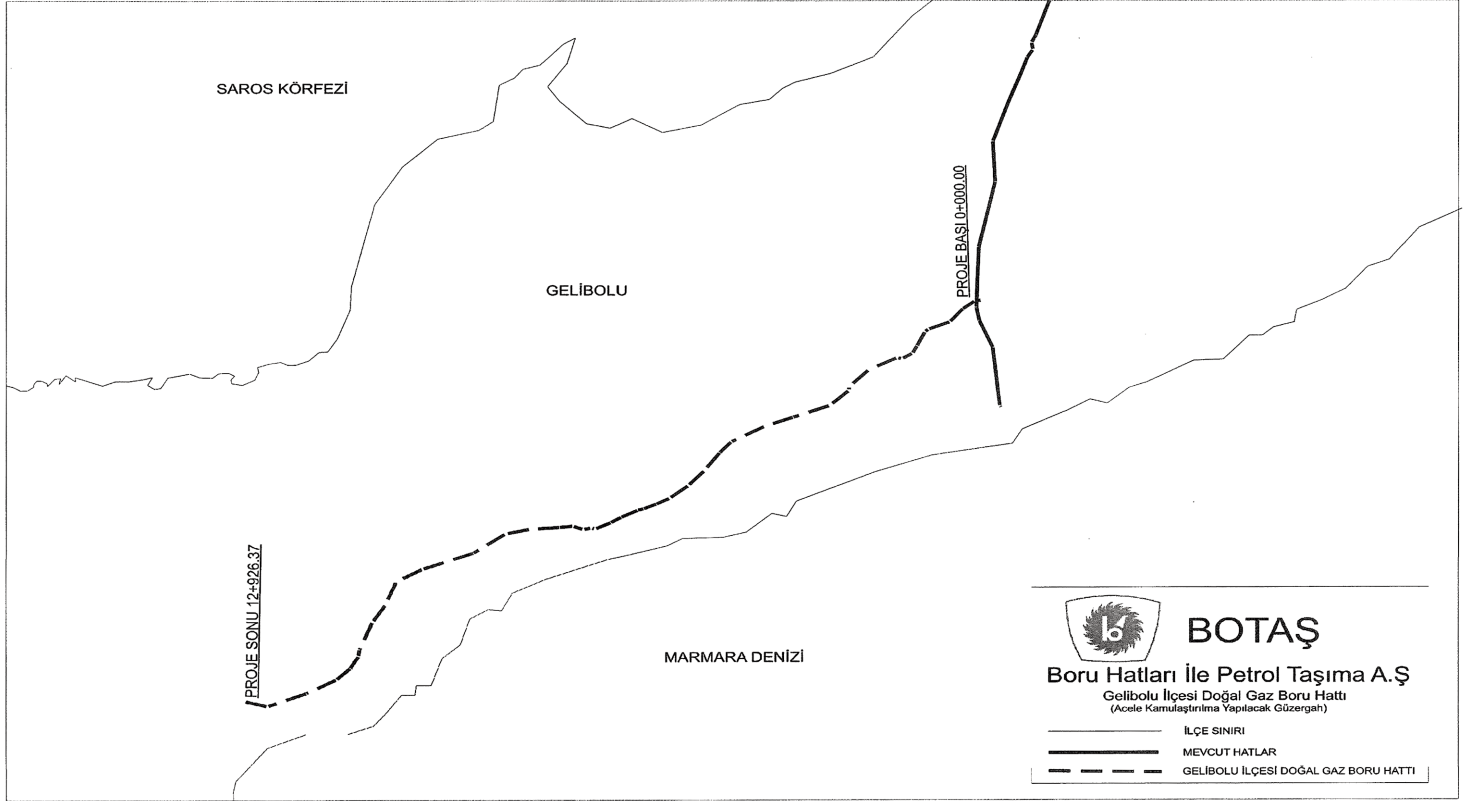 SAROS KÖRFEZİ
PROJE BAŞI 0+000.00
GELİBOLU
PROJE SONU 12+926.37
MARMARA DENİZİ
BOTAŞ
Boru Hatları İle Petrol Taşıma A.Ş
Gelibolu İlçesi Doğal Gaz Boru Hattı
(Acele Kamulaştırılma Yapılacak Güzergah)
İLÇE SINIRI
MEVCUT HATLAR
GELİBOLU İLÇESİ DOĞAL GAZ BORU HATTI